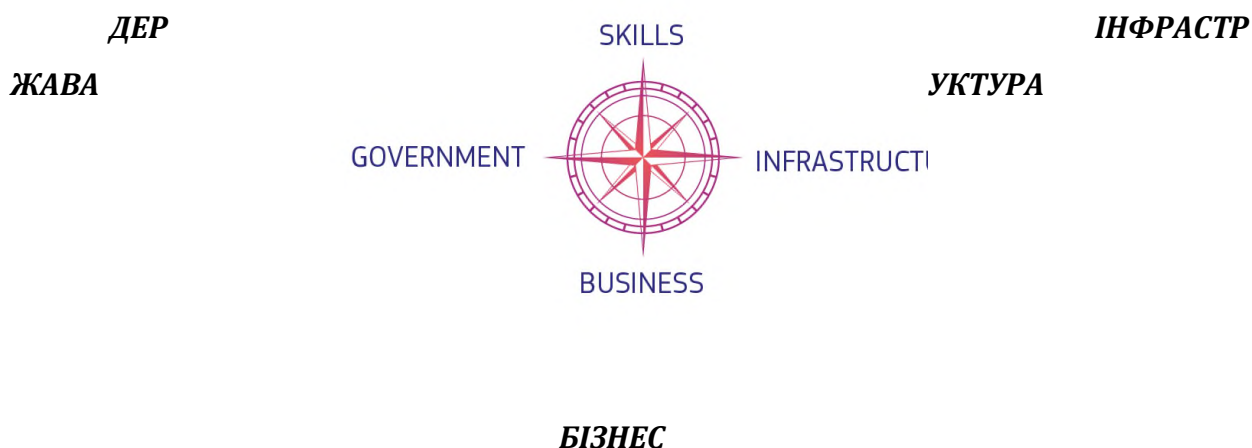 ДЕР
ЖАВА
SKILLS
GOVERNMENT
INFRASTRUCTU
BUSINESS
ІНФРАСТР
УКТУРА
БІЗНЕС